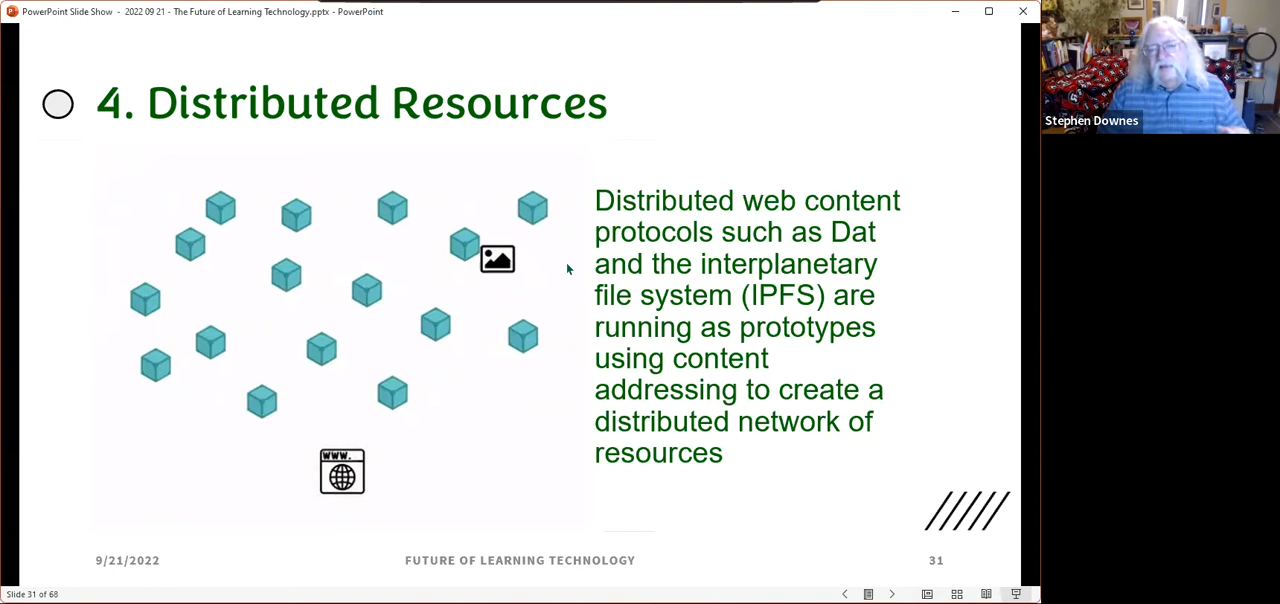 PowerPoint Slide Show - 2022 09 21 - The Future of Learning Technology.pptx - PowerPoint
4. Distributed Resources
Distributed web content
protocols such as Dat
and the interplanetary
file system (IPFS) are
running as prototypes
using content
addressing to create a
distributed network of
resources
WWW.
9/21/2022
FUTURE OF LEARNING TECHNOLOGY
31
Slide 31 of 68
Stephen Downes